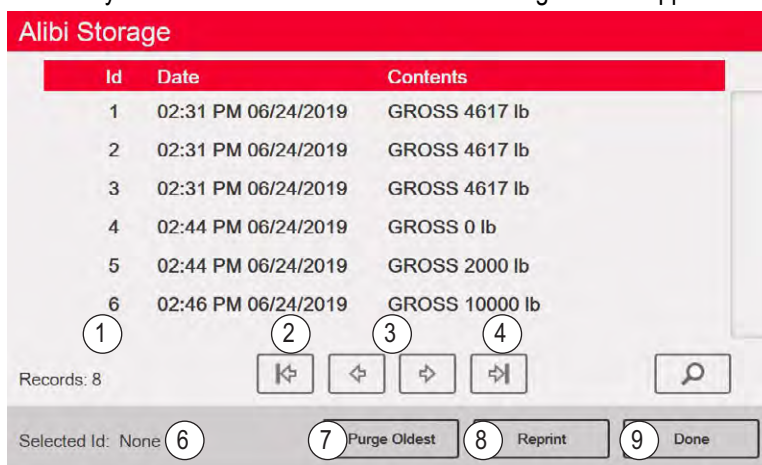 Alibi Storage
Id Date Contents
1 02:31 PM 06/24/2019 GROSS 4617 lb
2 02:31 PM 06/24/2019 GROSS 4617 lb
3 02:31 PM 06/24/2019 GROSS 4617 lb
4 02:44 PM 06/24/2019 GROSS 0 lb
5 02:44 PM 06/24/2019 GROSS 2000 lb
6 02:46 PM 06/24/2019 GROSS 10000 lb
1 2 3 4
Records: 8
Selected Id: None 6 7 Purge Oldest 8 Reprint 9 Done